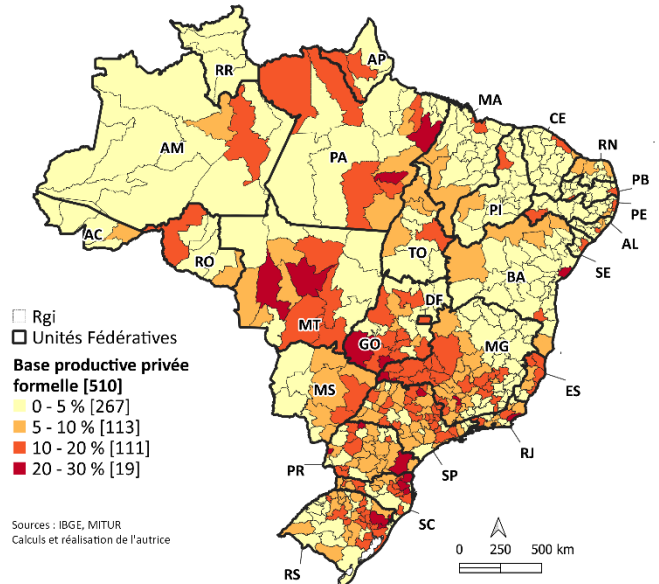 AP
RR
MA
CE
AM
PA
RN
PB
PI
PE
AC
AL
TO
RO
SE
BA
DF
MT
GO
MG
MS
ES
RJ
PR
SP
SC
RS
Rgi
Unités Fédératives
Base productive privée
formelle [510]
0 - 5 % [267]
5 - 10 % [113]
10 - 20 % [111]
20 - 30 % [19]
Sources : IBGE, MITUR
Calculs et réalisation de l'autrice
0 250 500 km